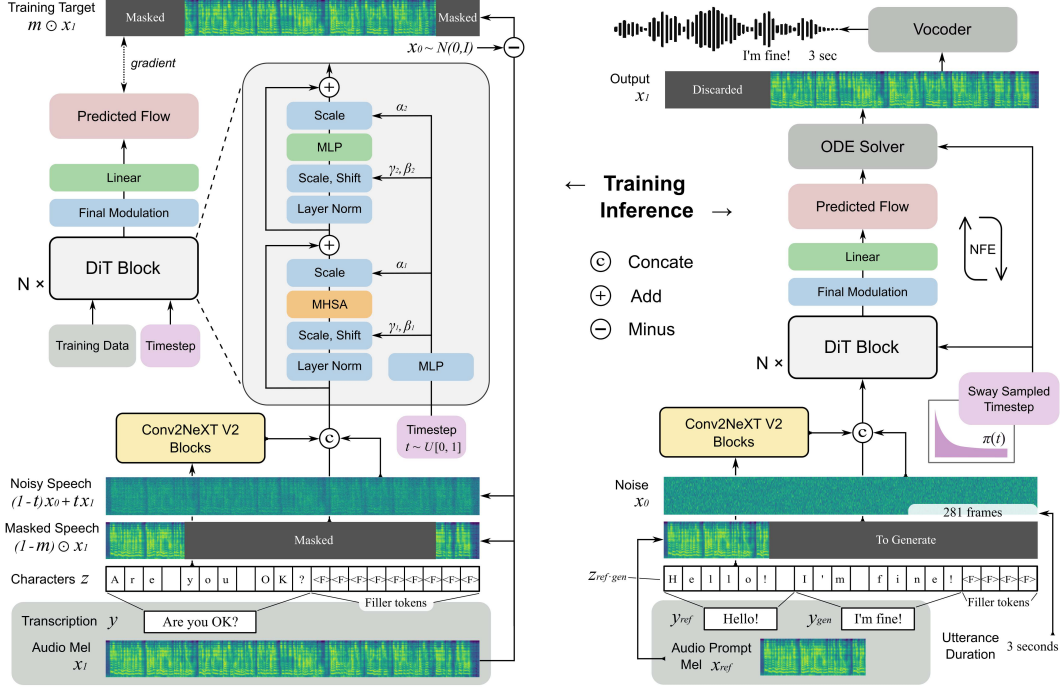 Training Target
m ⊙ x₁
Masked
Masked
x₀ ~ N(0,I)
gradient
Predicted Flow
Linear
Final Modulation
DiT Block
N ×
Training Data
Timestep
Scale
α₂
MLP
Scale, Shift
γ₂, β₂
Layer Norm
Scale
α₁
MHSA
Scale, Shift
γ₁, β₁
Layer Norm
MLP
Timestep
t ~ U[0, 1]
Conv2NeXT V2
Blocks
c
Noisy Speech
(1-t)x₀+tx₁
Masked Speech
(1-m) ⊙ x₁
Masked
Characters z
A r e y o u O K ? <F> <F> <F> <F> <F> <F> <F> <F>
Filler tokens
Transcription y
Are you OK?
Audio Mel
x₁
← Training
Inference →
c Concate
+ Add
− Minus
Vocoder
I'm fine! 3 sec
Output
x₁
Discarded
ODE Solver
Predicted Flow
NFE
Linear
Final Modulation
DiT Block
N ×
Sway Sampled
Timestep
π(t)
Conv2NeXT V2
Blocks
c
Noise
x₀
281 frames
To Generate
z_ref·gen
H e l l o ! I ' m f i n e ! <F> <F> <F> <F>
Filler tokens
y_ref
Hello!
y_gen
I'm fine!
Audio Prompt
Mel x_ref
Utterance
Duration
3 seconds